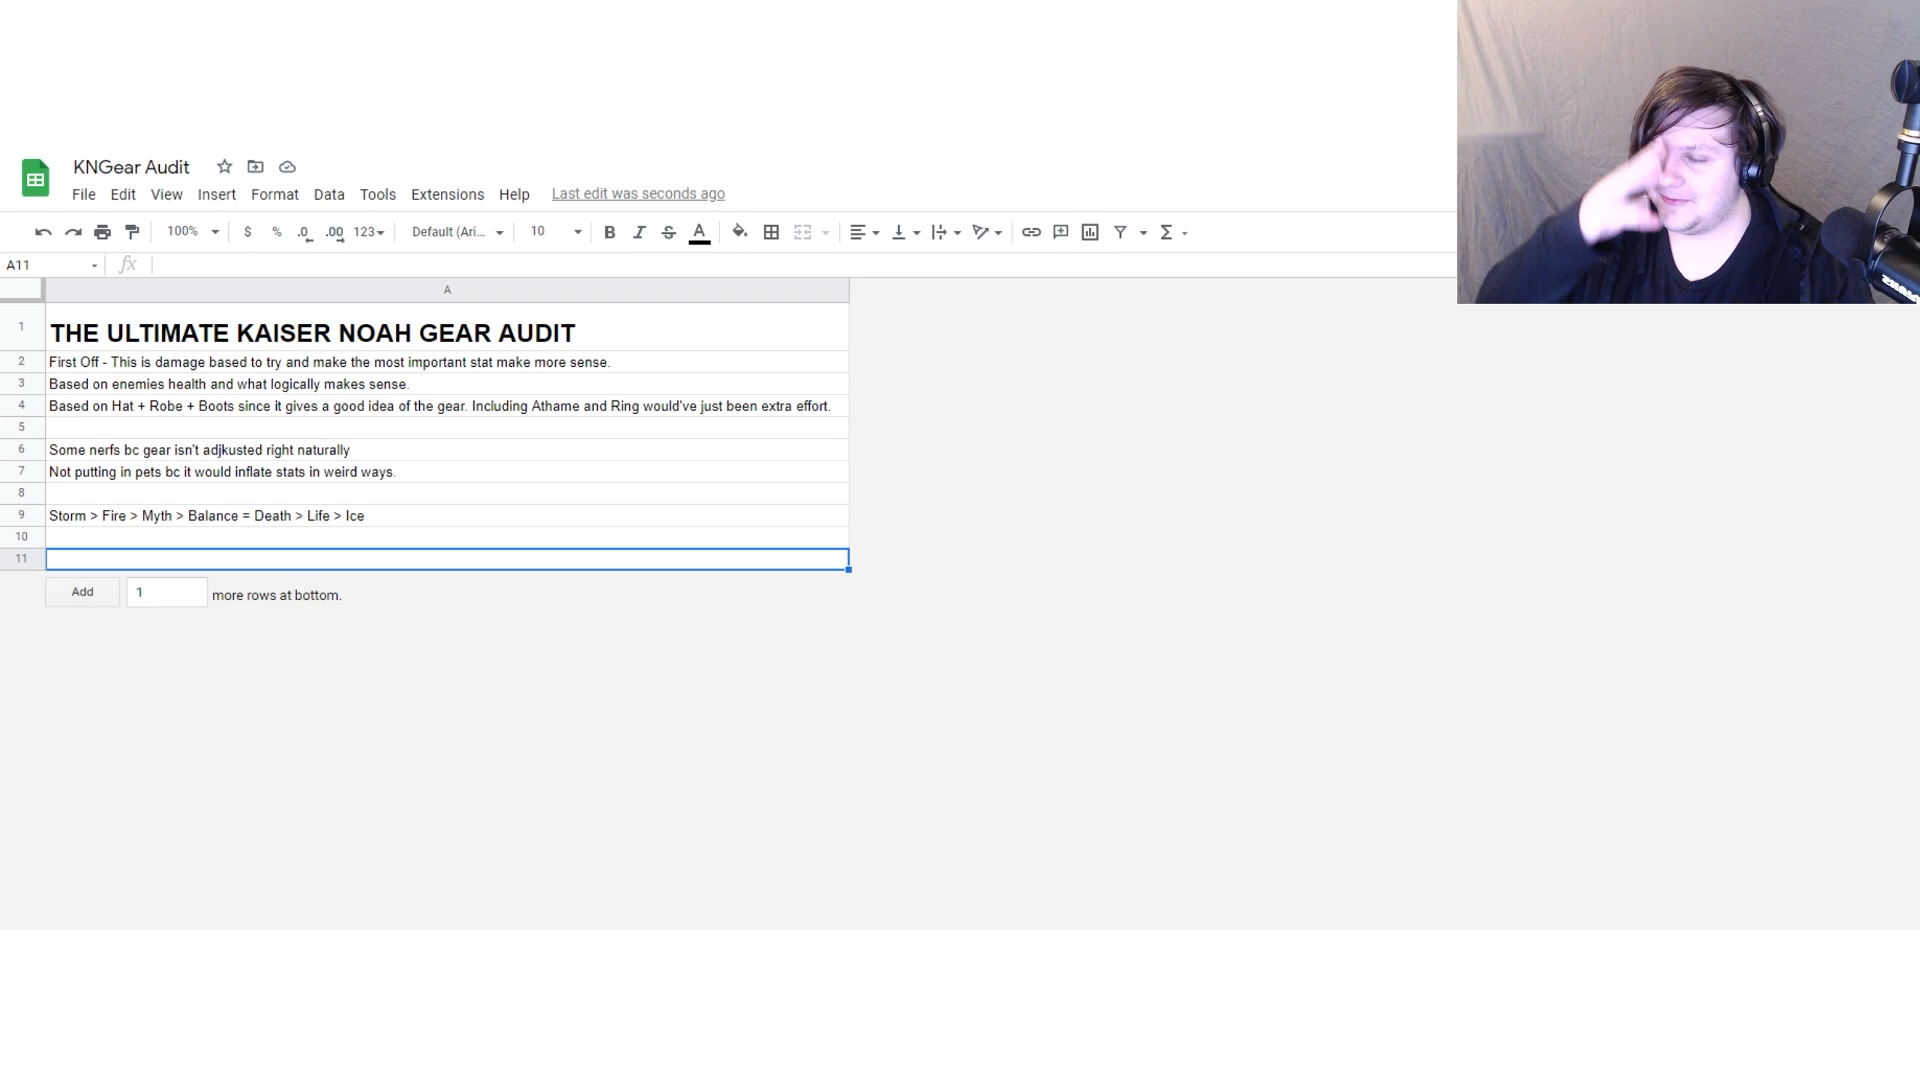 KNGear Audit
File Edit View Insert Format Data Tools Extensions Help Last edit was seconds ago
100% $ % .0 .00 123 Default (Ari... 10 B I S A Σ
A11 fx
A
1 THE ULTIMATE KAISER NOAH GEAR AUDIT
2 First Off - This is damage based to try and make the most important stat make more sense.
3 Based on enemies health and what logically makes sense.
4 Based on Hat + Robe + Boots since it gives a good idea of the gear. Including Athame and Ring would've just been extra effort.
5
6 Some nerfs bc gear isn't adjkusted right naturally
7 Not putting in pets bc it would inflate stats in weird ways.
8
9 Storm > Fire > Myth > Balance = Death > Life > Ice
10
11
Add 1 more rows at bottom.